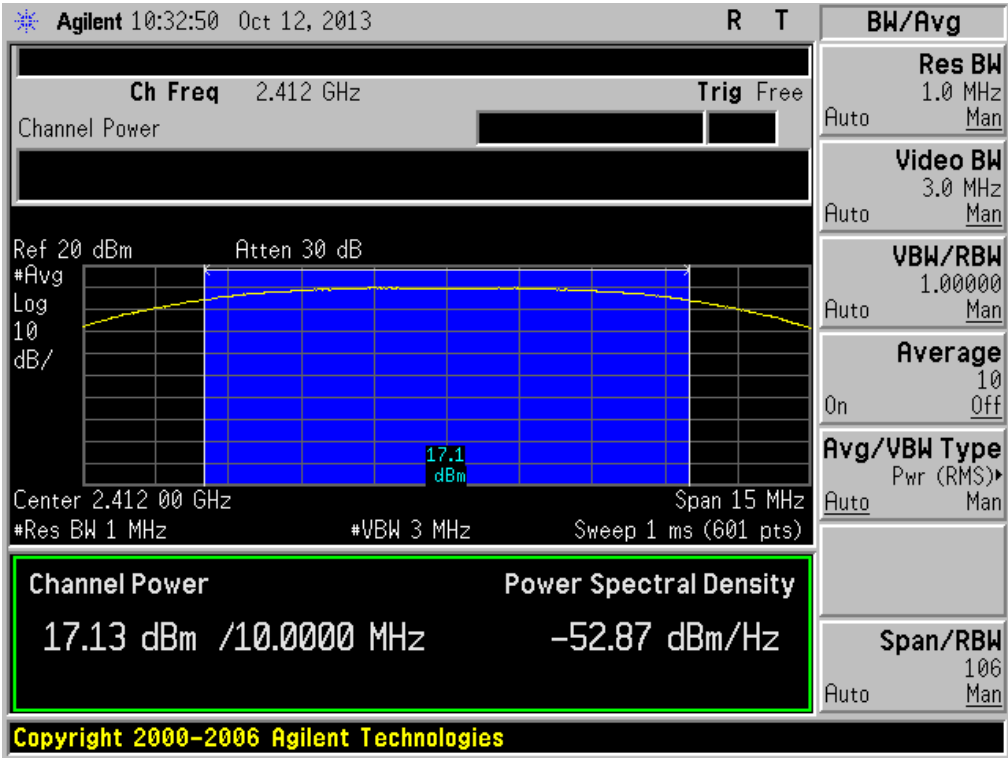 Agilent 10:32:50 Oct 12, 2013 R T
Ch Freq 2.412 GHz Trig Free
Channel Power
Ref 20 dBm Atten 30 dB
#Avg
Log
10
dB/
17.1
dBm
Center 2.412 00 GHz Span 15 MHz
#Res BW 1 MHz #VBW 3 MHz Sweep 1 ms (601 pts)
Channel Power Power Spectral Density
17.13 dBm /10.0000 MHz -52.87 dBm/Hz
Copyright 2000-2006 Agilent Technologies
BW/Avg
Res BW
1.0 MHz
Auto Man
Video BW
3.0 MHz
Auto Man
VBW/RBW
1.00000
Auto Man
Average
10
On Off
Avg/VBW Type
Pwr (RMS)▸
Auto Man
Span/RBW
106
Auto Man